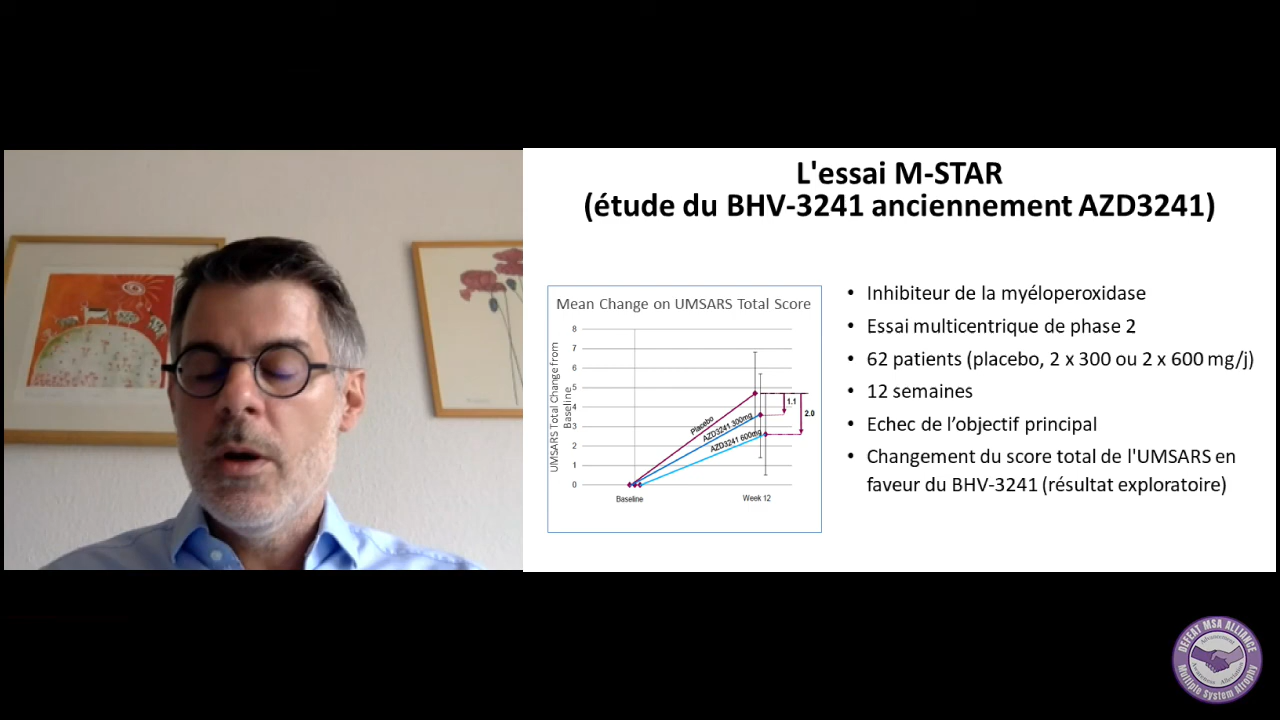 L'essai M-STAR
(étude du BHV-3241 anciennement AZD3241)
Mean Change on UMSARS Total Score
UMSARS Total Change from
Baseline
8
7
6
5
4
3
2
1
0
Placebo
AZD3241 300mg
AZD3241 600mg
1.1
2.0
Baseline
Week 12
• Inhibiteur de la myéloperoxidase
• Essai multicentrique de phase 2
• 62 patients (placebo, 2 x 300 ou 2 x 600 mg/j)
• 12 semaines
• Echec de l’objectif principal
• Changement du score total de l'UMSARS en
faveur du BHV-3241 (résultat exploratoire)
DEFEAT MSA ALLIANCE
Multiple System Atrophy